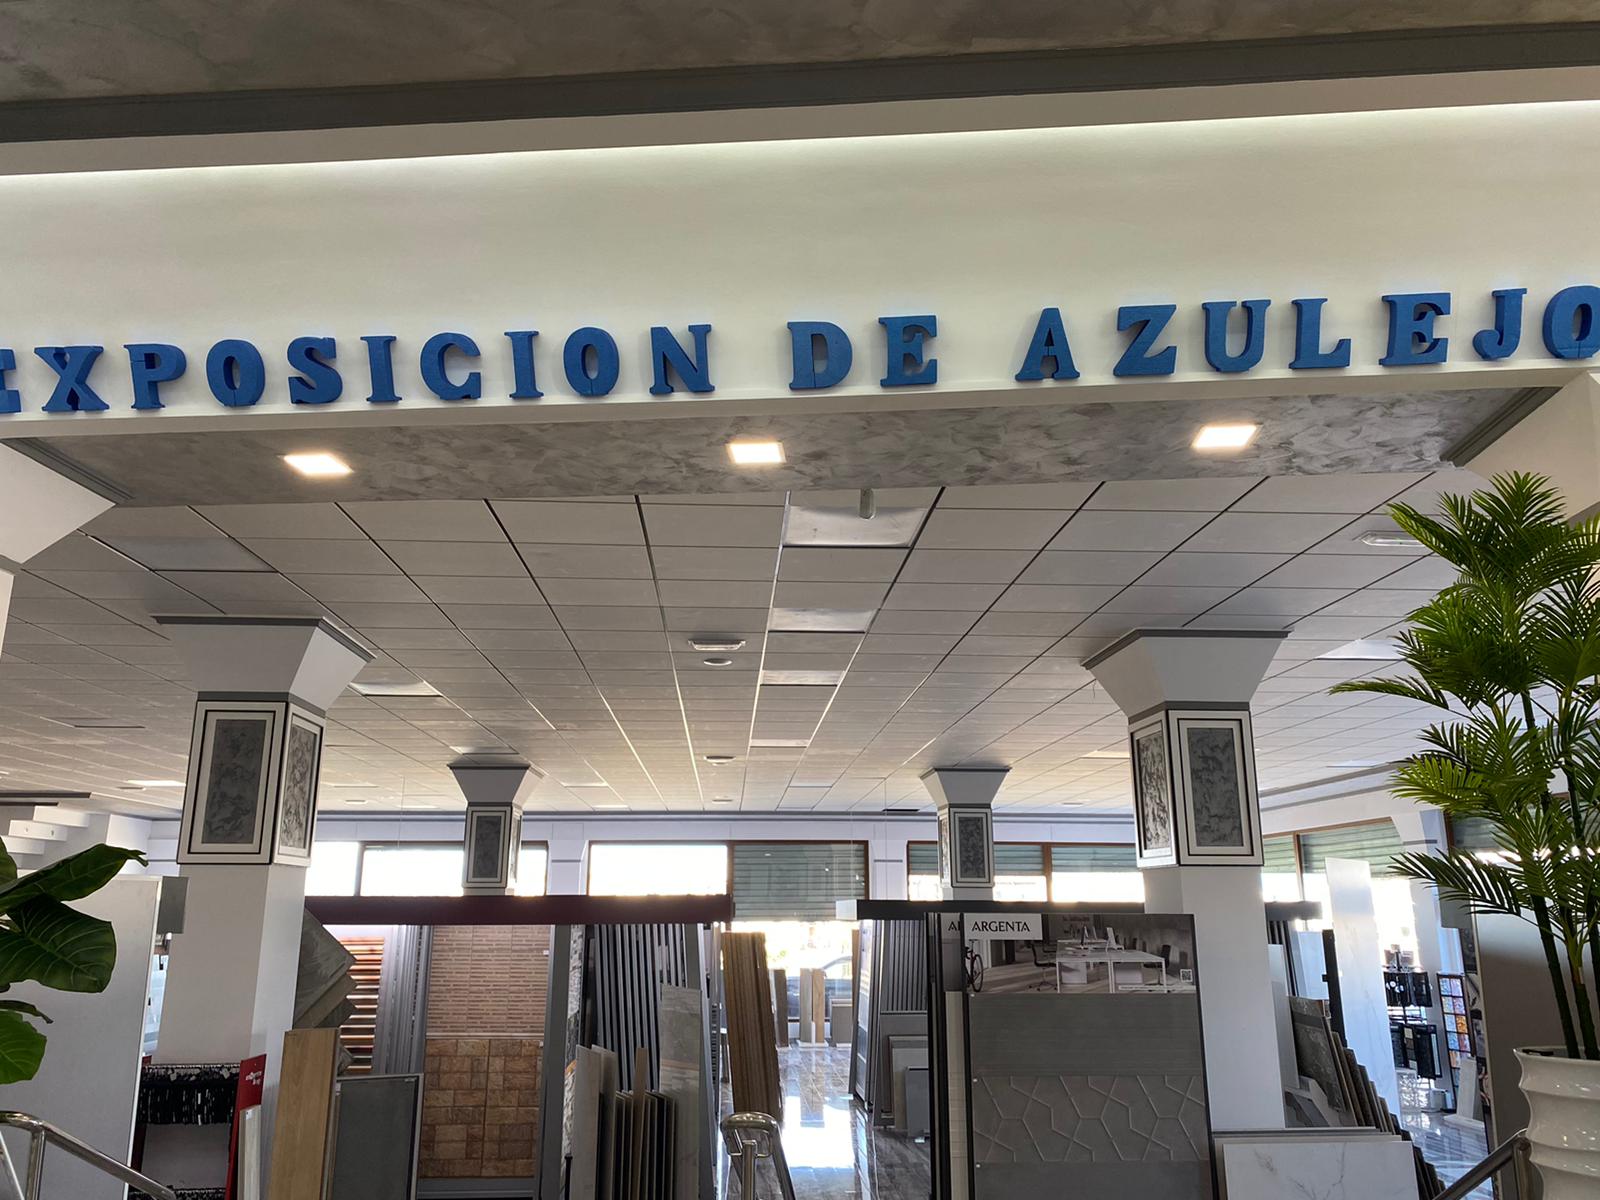 EXPOSICION DE AZULEJO
ARGENTA